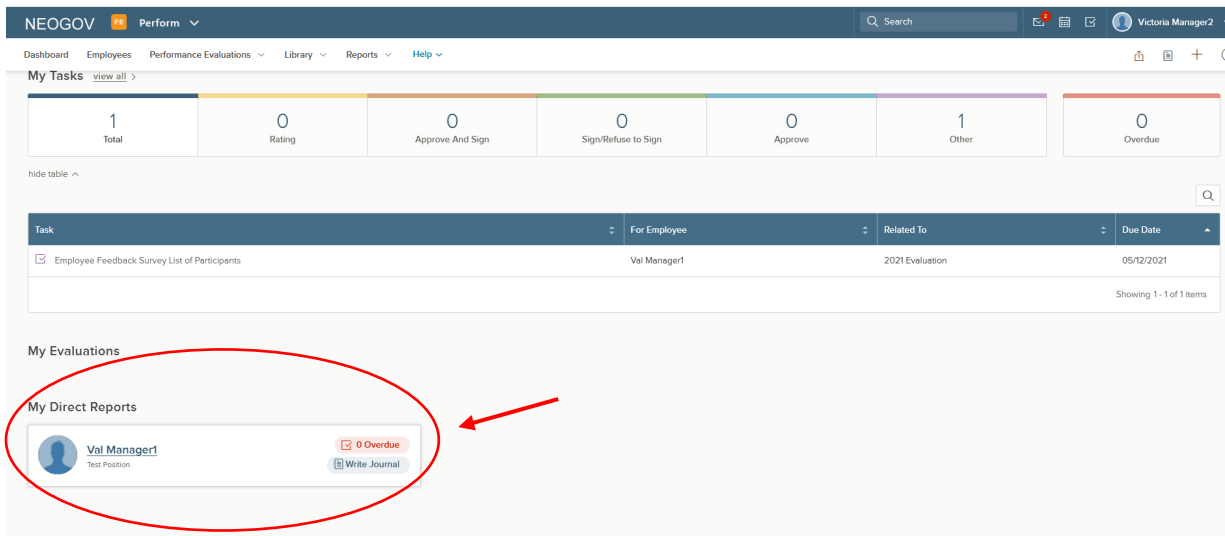 NEOGOV PE Perform Search 2 Victoria Manager2
Dashboard Employees Performance Evaluations Library Reports Help
My Tasks view all >
1 0 0 0 0 1 0
Total Rating Approve And Sign Sign/Refuse to Sign Approve Other Overdue
hide table
Task For Employee Related To Due Date
Employee Feedback Survey List of Participants Val Manager1 2021 Evaluation 05/12/2021
Showing 1 - 1 of 1 items
My Evaluations
My Direct Reports
Val Manager1 0 Overdue
Test Position Write Journal